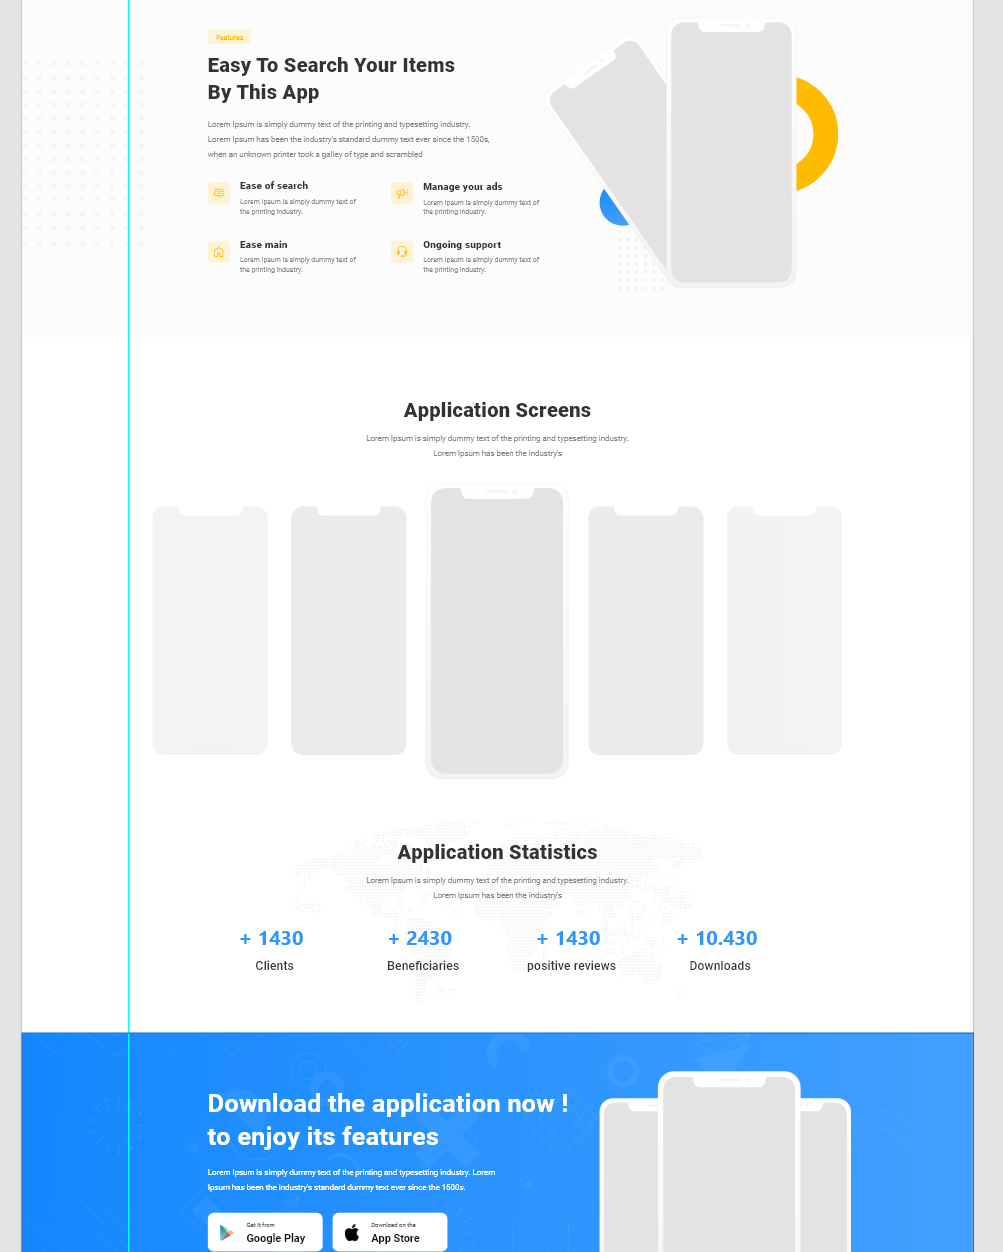 Features
Easy To Search Your Items
By This App
Lorem Ipsum is simply dummy text of the printing and typesetting industry.
Lorem Ipsum has been the industry's standard dummy text ever since the 1500s,
when an unknown printer took a galley of type and scrambled
Ease of search
Lorem Ipsum is simply dummy text of
the printing industry.
Manage your ads
Lorem Ipsum is simply dummy text of
the printing industry.
Ease main
Lorem Ipsum is simply dummy text of
the printing industry.
Ongoing support
Lorem Ipsum is simply dummy text of
the printing industry.
Application Screens
Lorem Ipsum is simply dummy text of the printing and typesetting industry.
Lorem Ipsum has been the industry's
Application Statistics
Lorem Ipsum is simply dummy text of the printing and typesetting industry.
Lorem Ipsum has been the industry's
+ 1430
Clients
+ 2430
Beneficiaries
+ 1430
positive reviews
+ 10.430
Downloads
Download the application now !
to enjoy its features
Lorem Ipsum is simply dummy text of the printing and typesetting industry. Lorem
Ipsum has been the industry's standard dummy text ever since the 1500s.
Get it from
Google Play
Download on the
App Store